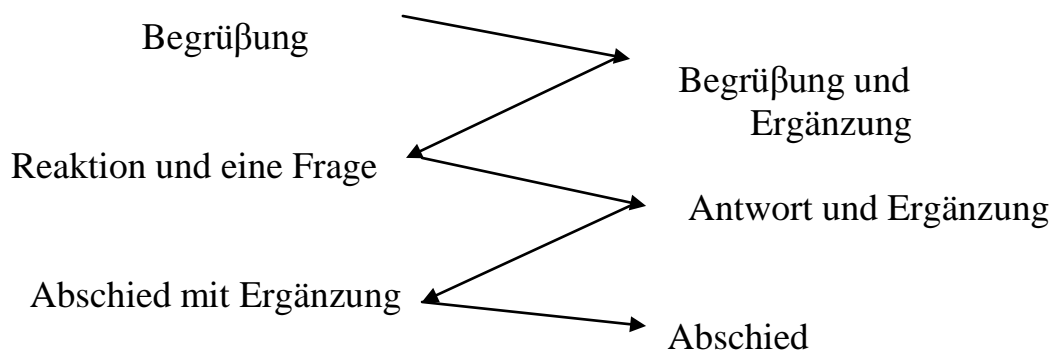 Begrüβung
Begrüβung und
Ergänzung
Reaktion und eine Frage
Antwort und Ergänzung
Abschied mit Ergänzung
Abschied